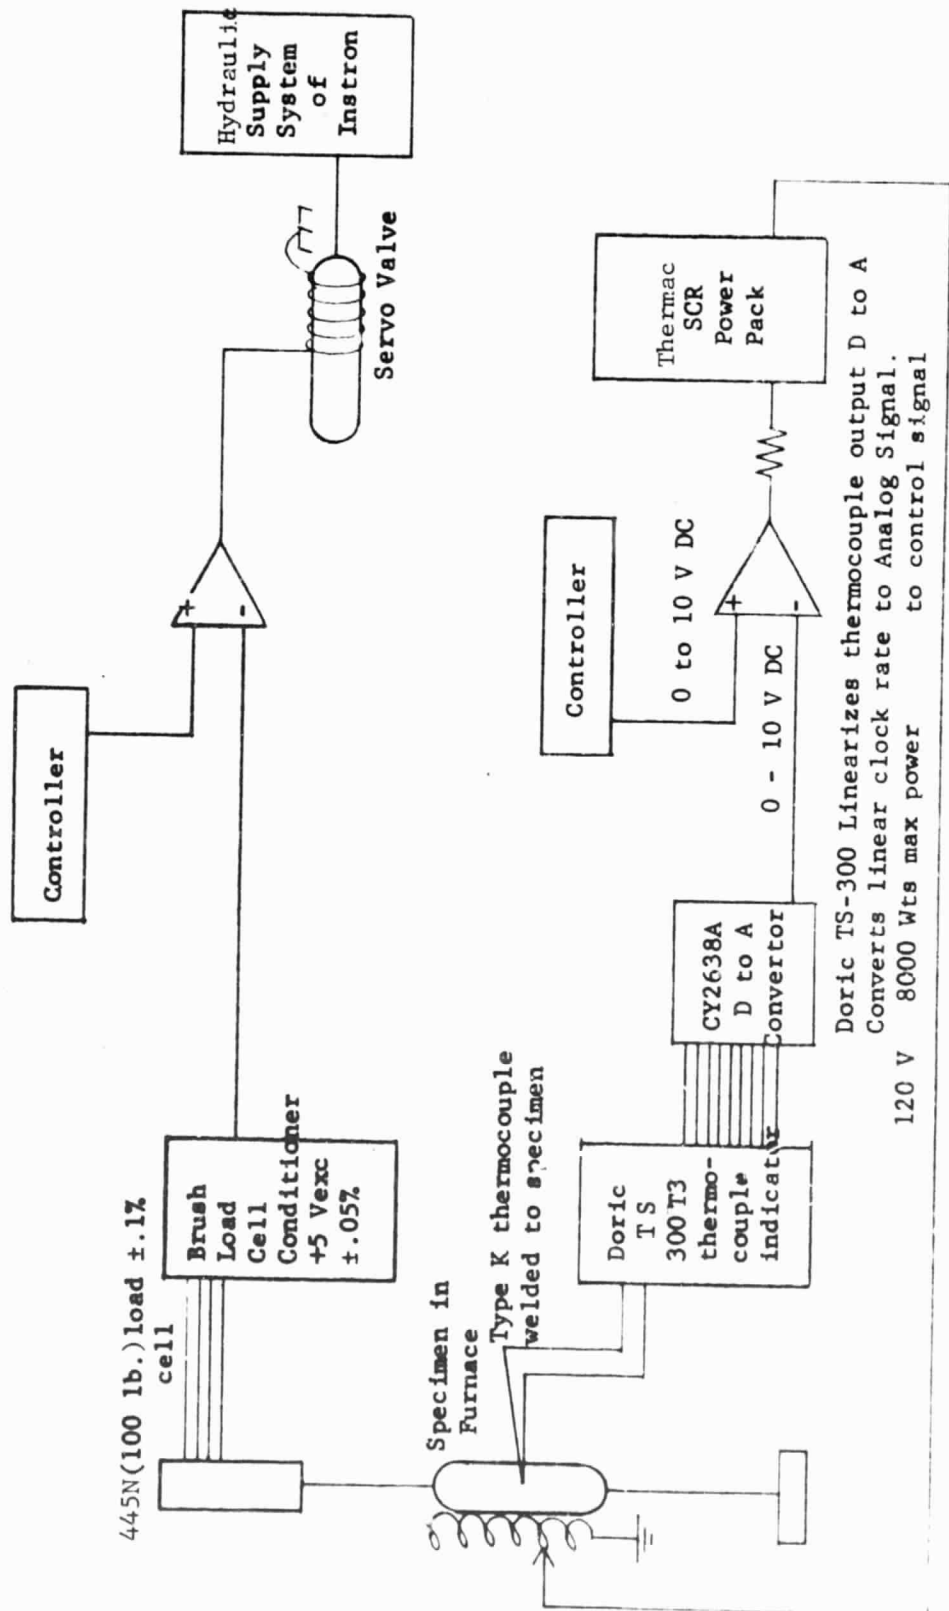 Controller
+
-
Hydraulic
Supply
System
of
Instron
Servo Valve
445N(100 lb.)load ±.1%
cell
Brush
Load
Cell
Conditioner
+5 Vexc
±.05%
Specimen in
Furnace
Type K thermocouple
welded to specimen
Doric
TS
300T3
thermo-
couple
indicator
CY2638A
D to A
Convertor
Controller
0 to 10 V DC
0 - 10 V DC
+
-
Thermac
SCR
Power
Pack
Doric TS-300 Linearizes thermocouple output D to A
Converts linear clock rate to Analog Signal.
120 V 8000 Wts max power to control signal